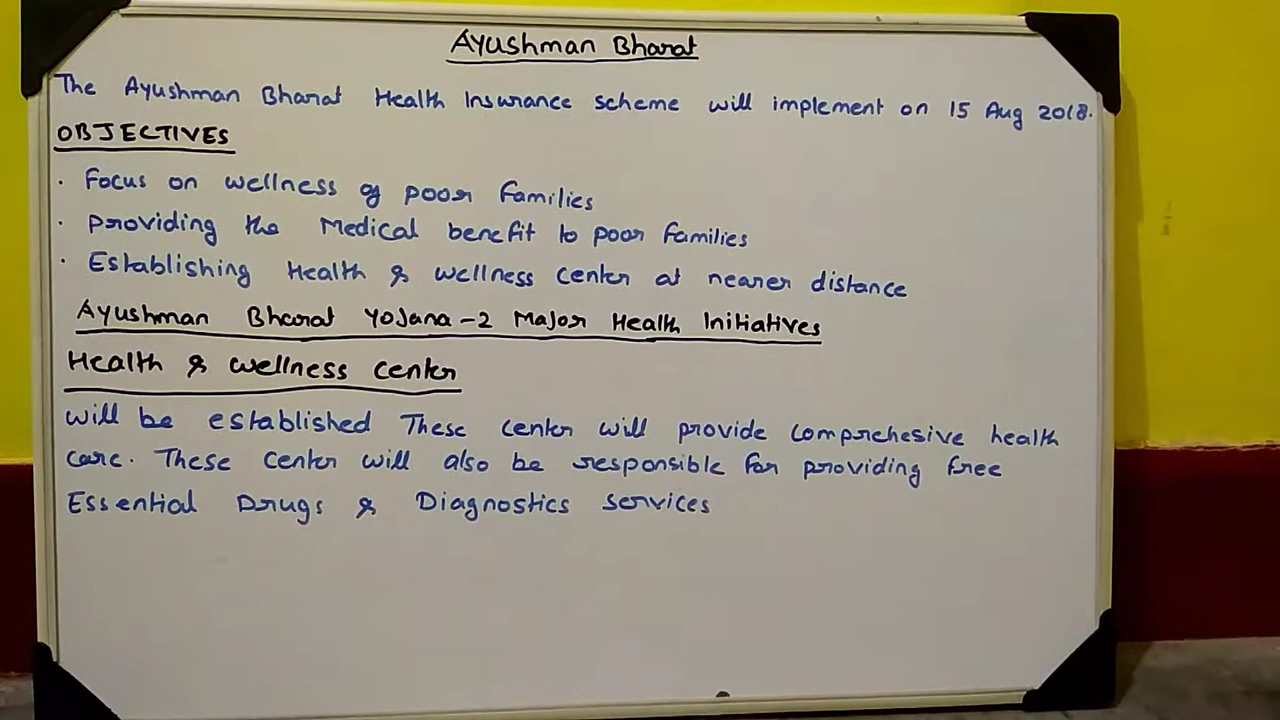 Ayushman Bharat
The Ayushman Bharat Health Insurance scheme will implement on 15 Aug 2018.
OBJECTIVES
. Focus on wellness of poor families
. Providing the Medical benefit to poor families
. Establishing Health & wellness center at nearer distance
Ayushman Bharat Yojana-2 Major Health Initiatives
Health & wellness center
will be established These center will provide comprehesive health
care. These center will also be responsible for providing free
Essential Drugs & Diagnostics services